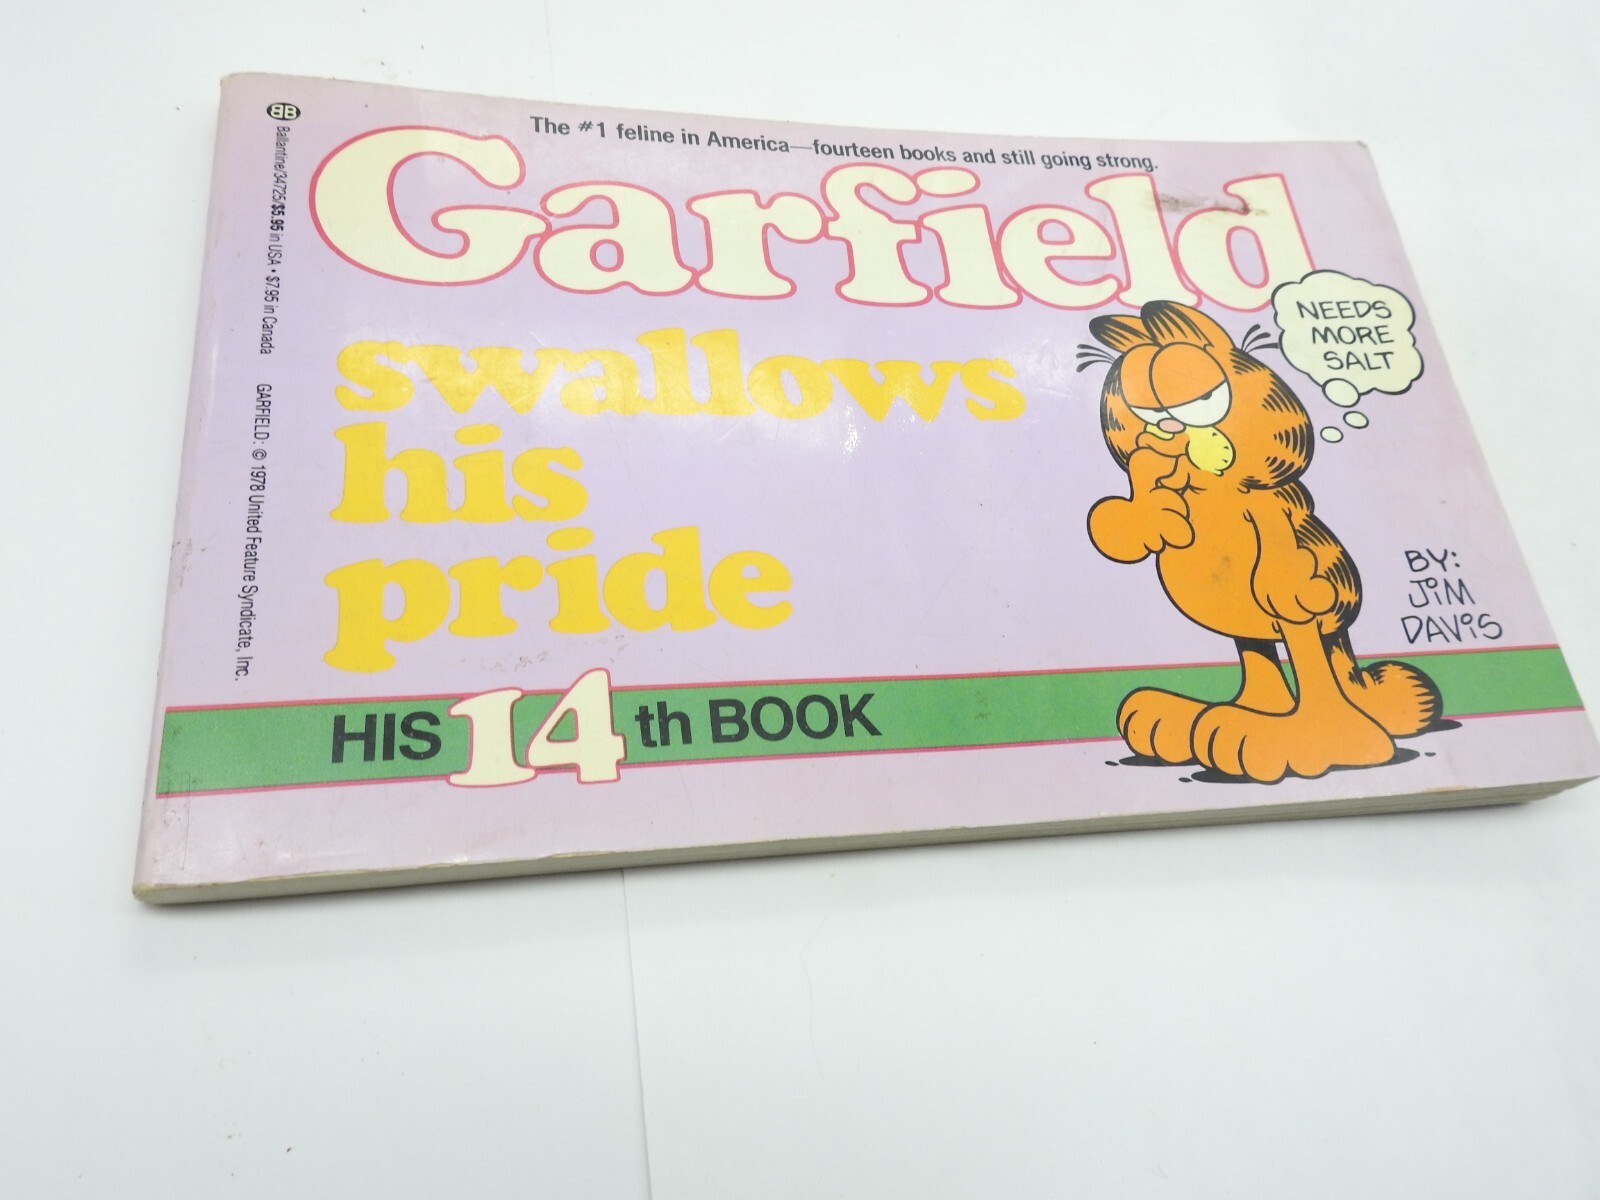 The #1 feline in America—fourteen books and still going strong.
BB
Ballantine/34725/$5.95 in USA • $7.95 in Canada
GARFIELD: © 1978 United Feature Syndicate, Inc.
Garfield
swallows
his
pride
NEEDS
MORE
SALT
BY:
JIM
DAVIS
HIS 14th BOOK